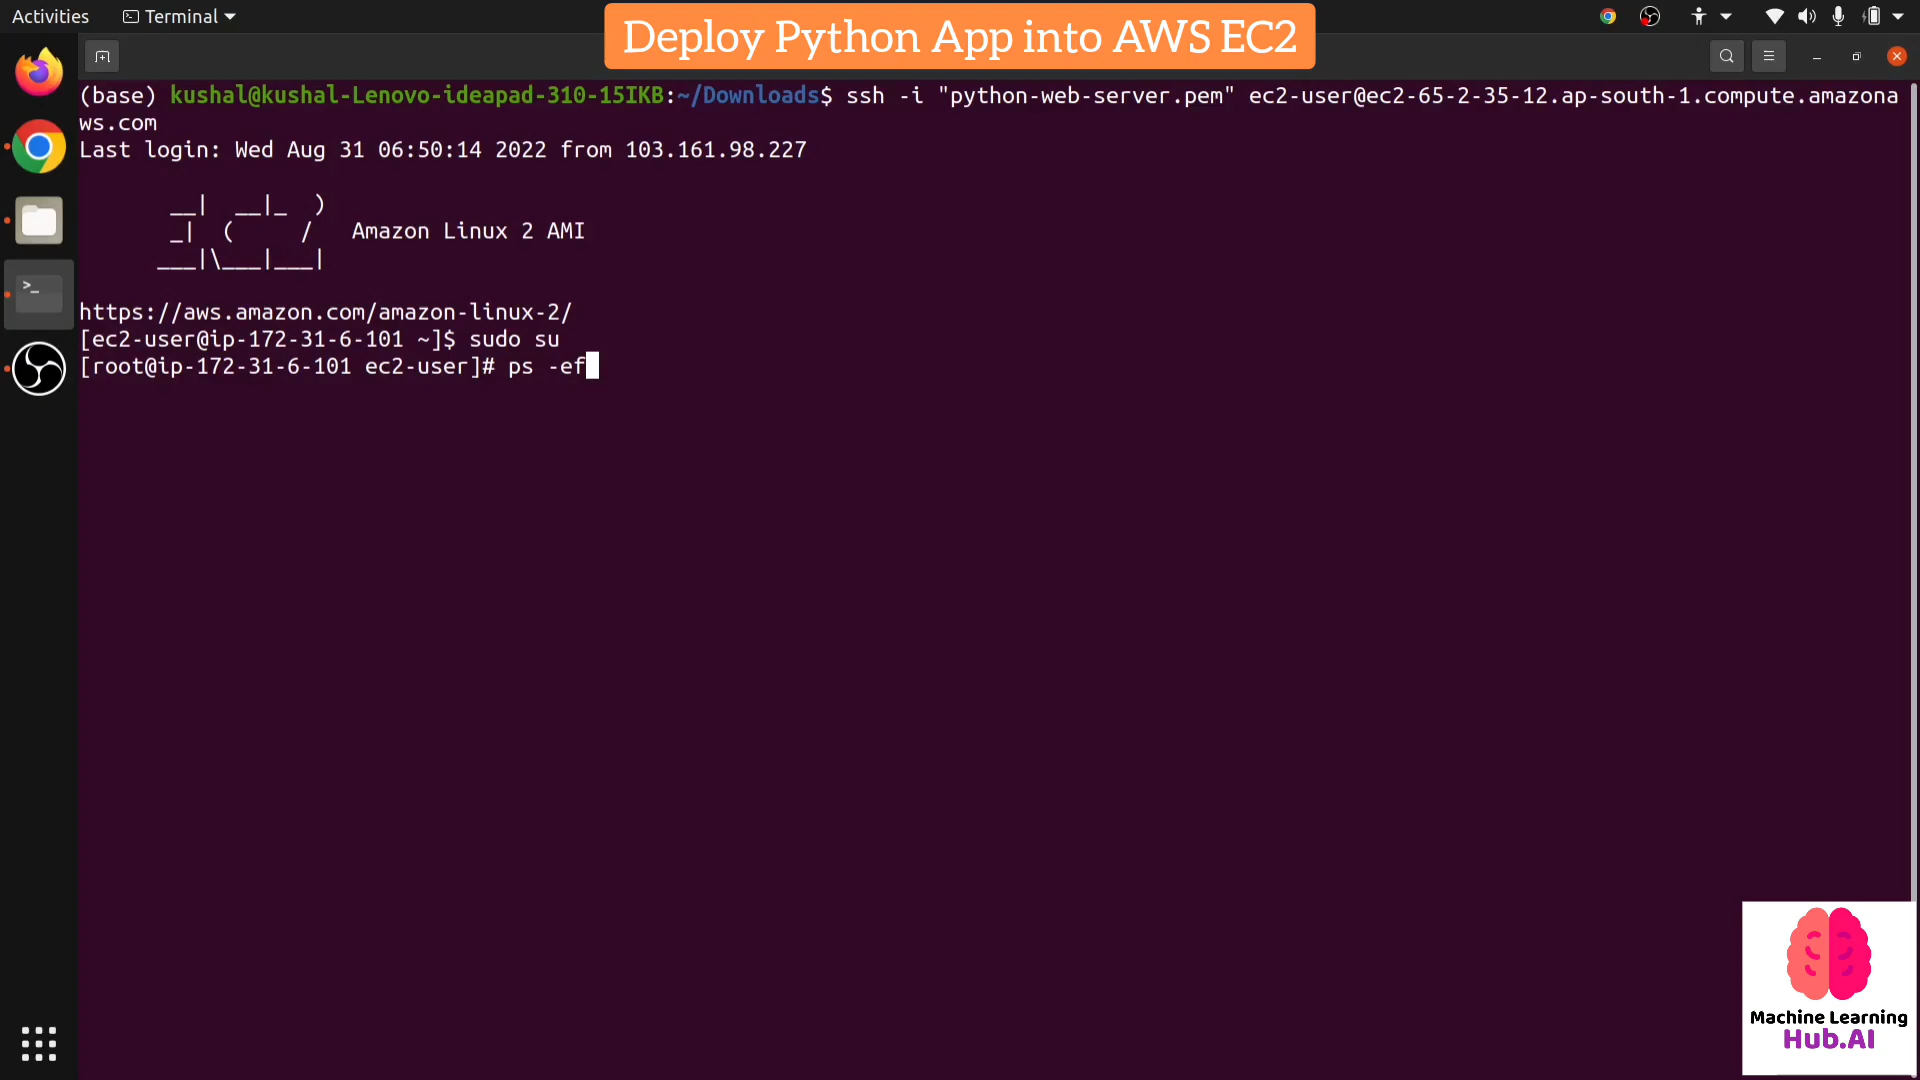 Activities
Terminal
Deploy Python App into AWS EC2
(base) kushal@kushal-Lenovo-ideapad-310-15IKB:~/Downloads$ ssh -i "python-web-server.pem" ec2-user@ec2-65-2-35-12.ap-south-1.compute.amazona
ws.com
Last login: Wed Aug 31 06:50:14 2022 from 103.161.98.227
       __|  __|_  )
       _|  (     /   Amazon Linux 2 AMI
      ___|\___|___|
https://aws.amazon.com/amazon-linux-2/
[ec2-user@ip-172-31-6-101 ~]$ sudo su
[root@ip-172-31-6-101 ec2-user]# ps -ef
Machine Learning
Hub.AI